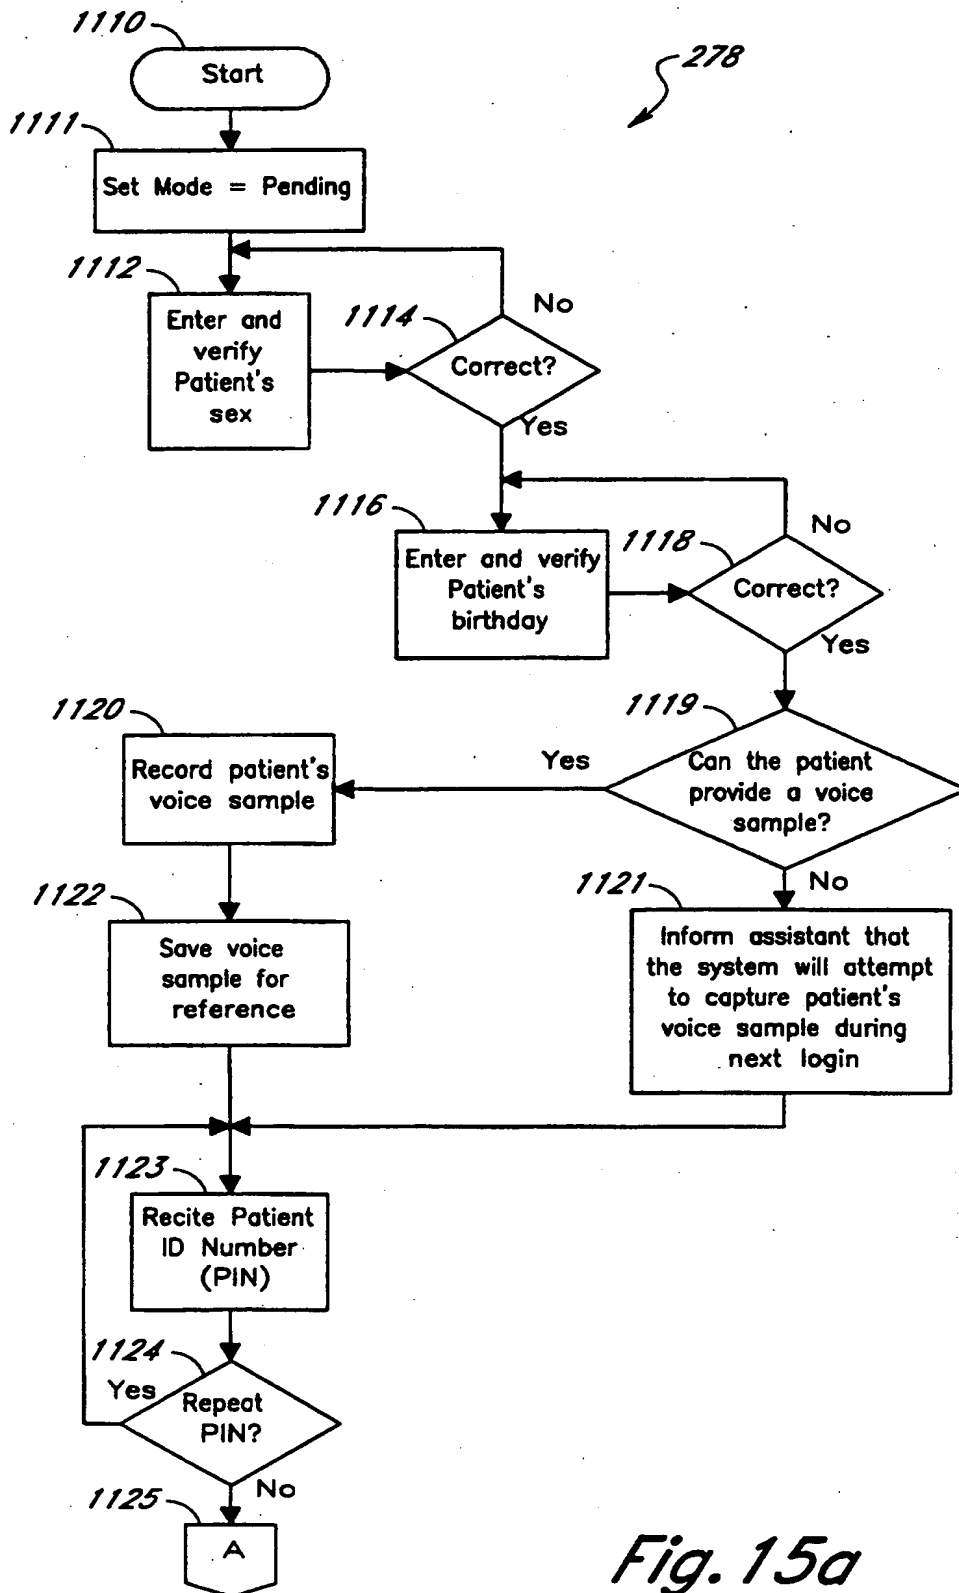 1110
Start
278
1111
Set Mode = Pending
1112
Enter and
verify
Patient's
sex
1114
Correct?
No
Yes
1116
Enter and verify
Patient's
birthday
1118
Correct?
No
Yes
1119
Can the patient
provide a voice
sample?
Yes
No
1120
Record patient's
voice sample
1121
Inform assistant that
the system will attempt
to capture patient's
voice sample during
next login
1122
Save voice
sample for
reference
1123
Recite Patient
ID Number
(PIN)
1124
Repeat
PIN?
Yes
No
1125
A
Fig. 15a